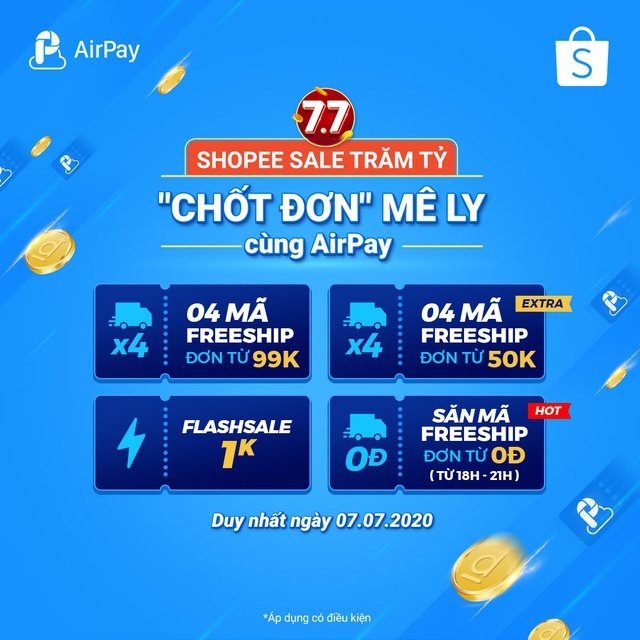 AirPay
S
7.7
SHOPEE SALE TRĂM TỶ
"CHỐT ĐƠN" MÊ LY
cùng AirPay
x4
04 MÃ
FREESHIP
ĐƠN TỪ 99K
x4
EXTRA
04 MÃ
FREESHIP
ĐƠN TỪ 50K
FLASHSALE
1K
0Đ
HOT
SĂN MÃ
FREESHIP
ĐƠN TỪ 0Đ
( TỪ 18H - 21H )
Duy nhất ngày 07.07.2020
*Áp dụng có điều kiện